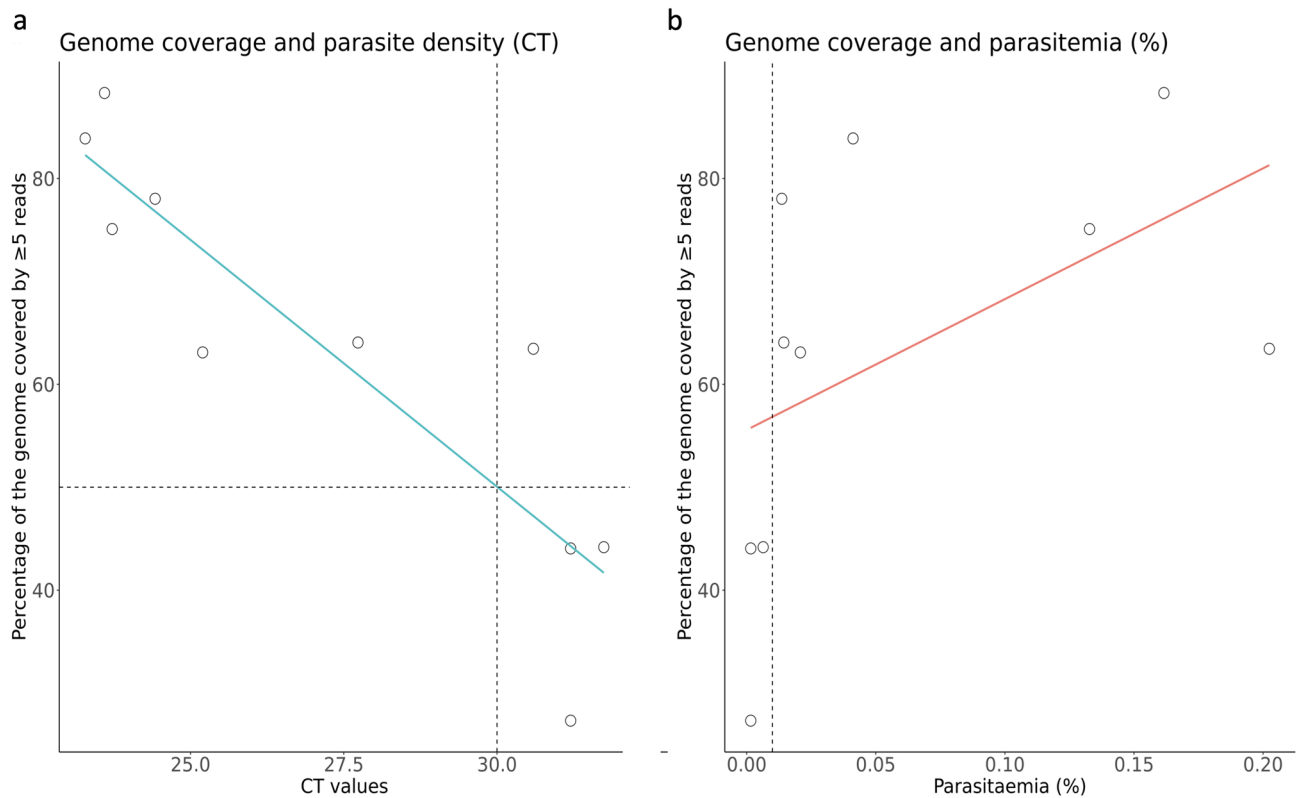 a
Genome coverage and parasite density (CT)
Percentage of the genome covered by ≥5 reads
80
60
40
25.0
27.5
30.0
CT values
b
Genome coverage and parasitemia (%)
Percentage of the genome covered by ≥5 reads
80
60
40
0.00
0.05
0.10
0.15
0.20
Parasitaemia (%)